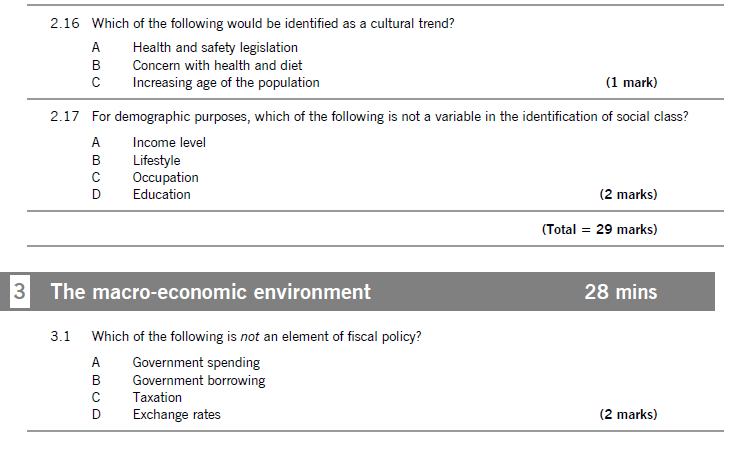 2.16 Which of the following would be identified as a cultural trend?
A Health and safety legislation
B Concern with health and diet
C Increasing age of the population (1 mark)
2.17 For demographic purposes, which of the following is not a variable in the identification of social class?
A Income level
B Lifestyle
C Occupation
D Education (2 marks)
(Total = 29 marks)
3 The macro-economic environment 28 mins
3.1 Which of the following is not an element of fiscal policy?
A Government spending
B Government borrowing
C Taxation
D Exchange rates (2 marks)